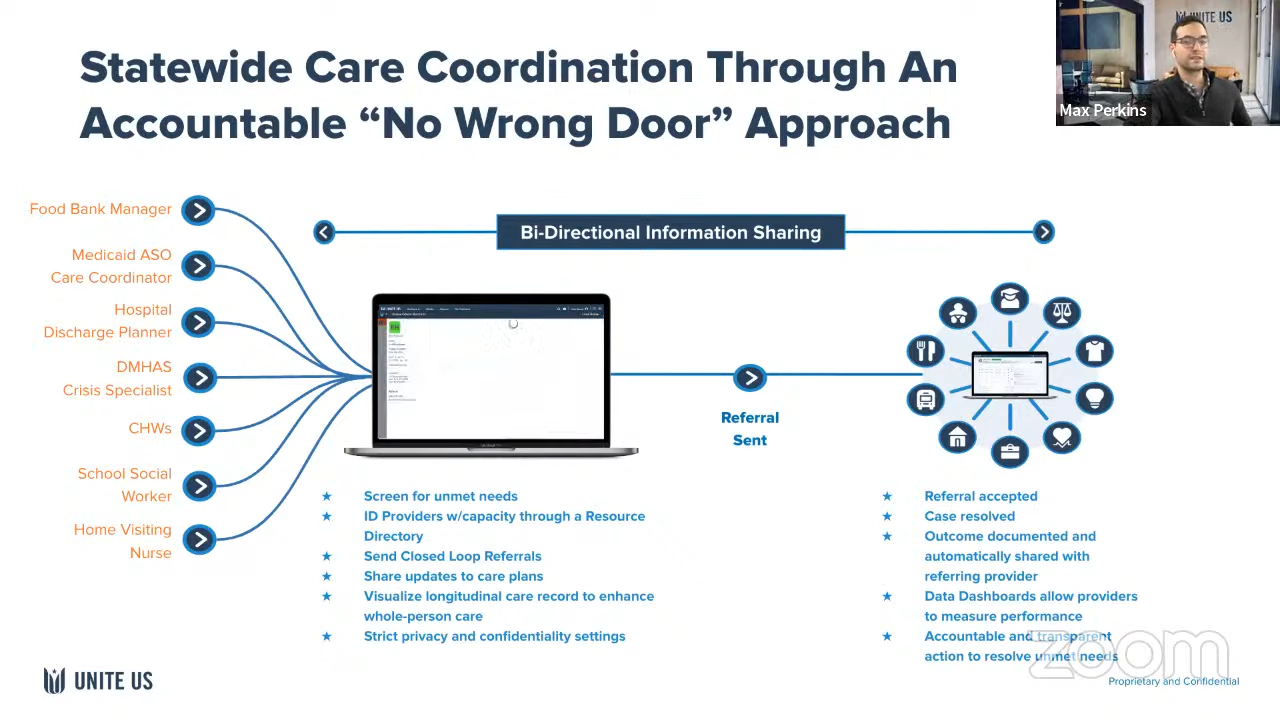 Statewide Care Coordination Through An
Accountable “No Wrong Door” Approach
UNITE US
Max Perkins
Food Bank Manager
Medicaid ASO
Care Coordinator
Hospital
Discharge Planner
DMHAS
Crisis Specialist
CHWs
School Social
Worker
Home Visiting
Nurse
Bi-Directional Information Sharing
Referral
Sent
★ Screen for unmet needs
★ ID Providers w/capacity through a Resource
Directory
★ Send Closed Loop Referrals
★ Share updates to care plans
★ Visualize longitudinal care record to enhance
whole-person care
★ Strict privacy and confidentiality settings
★ Referral accepted
★ Case resolved
★ Outcome documented and
automatically shared with
referring provider
★ Data Dashboards allow providers
to measure performance
★ Accountable and transparent
action to resolve unmet needs
zoom
UNITE US
Proprietary and Confidential